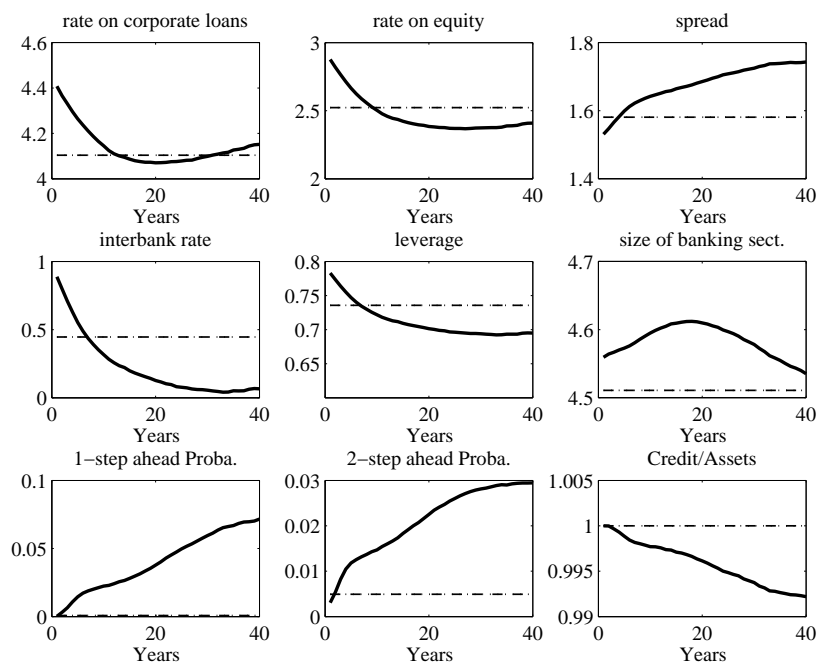 rate on corporate loans
4.6
4.4
4.2
4
0 20 40
Years
rate on equity
3
2.5
2
0 20 40
Years
spread
1.8
1.6
1.4
0 20 40
Years
interbank rate
1
0.5
0
0 20 40
Years
leverage
0.8
0.75
0.7
0.65
0 20 40
Years
size of banking sect.
4.7
4.6
4.5
0 20 40
Years
1−step ahead Proba.
0.1
0.05
0
0 20 40
Years
2−step ahead Proba.
0.03
0.02
0.01
0
0 20 40
Years
Credit/Assets
1.005
1
0.995
0.99
0 20 40
Years